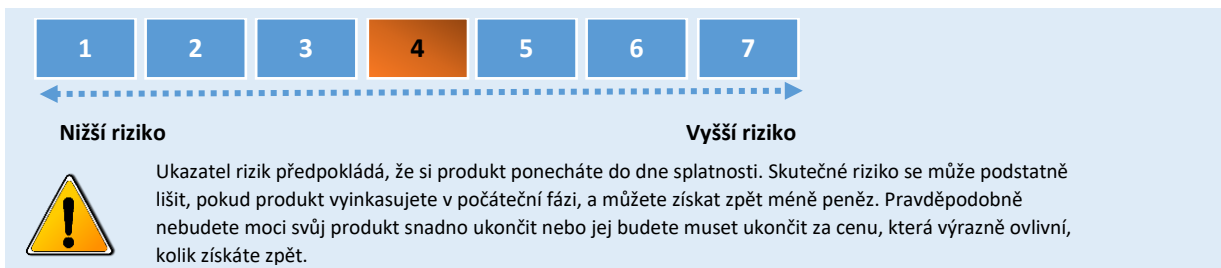 1 2 3 4 5 6 7
Nižší riziko Vyšší riziko
Ukazatel rizik předpokládá, že si produkt ponecháte do dne splatnosti. Skutečné riziko se může podstatně
lišit, pokud produkt vyinkasujete v počáteční fázi, a můžete získat zpět méně peněz. Pravděpodobně
nebudete moci svůj produkt snadno ukončit nebo jej budete muset ukončit za cenu, která výrazně ovlivní,
kolik získáte zpět.